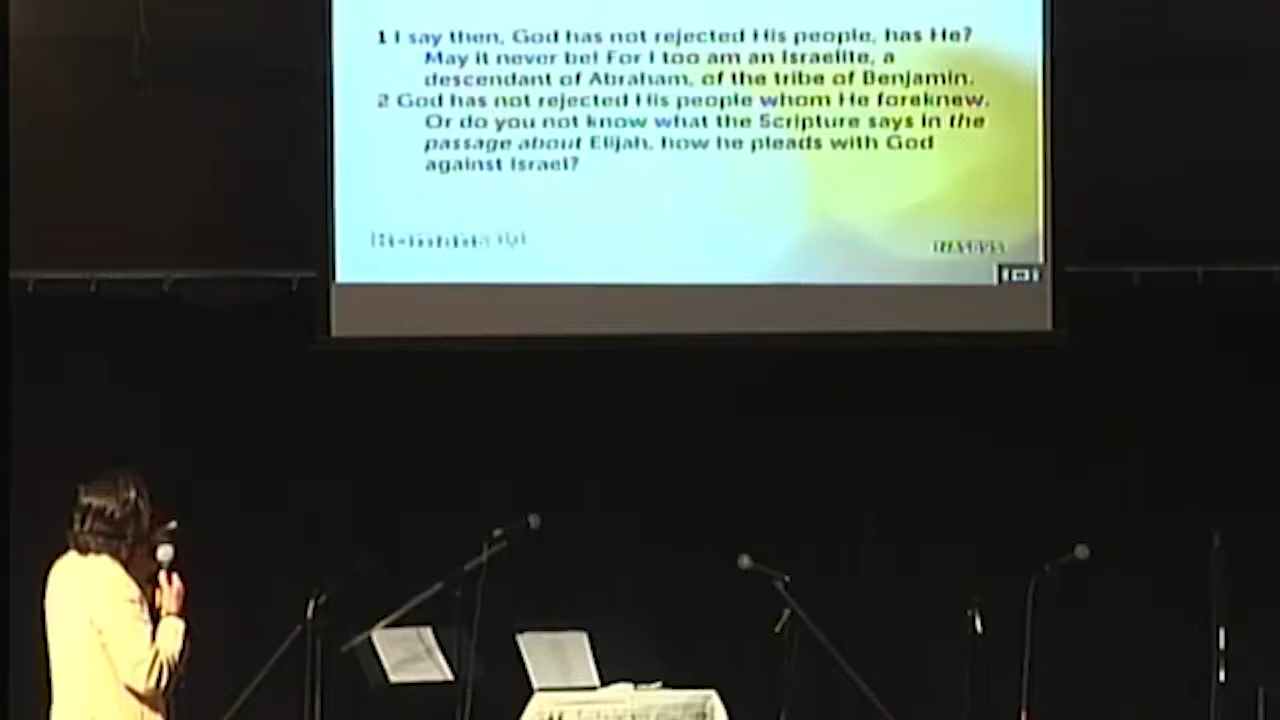 1 I say then, God has not rejected His people, has He?
May it never be! For I too am an Israelite, a
descendant of Abraham, of the tribe of Benjamin.
2 God has not rejected His people whom He foreknew.
Or do you not know what the Scripture says in the
passage about Elijah, how he pleads with God
against Israel?